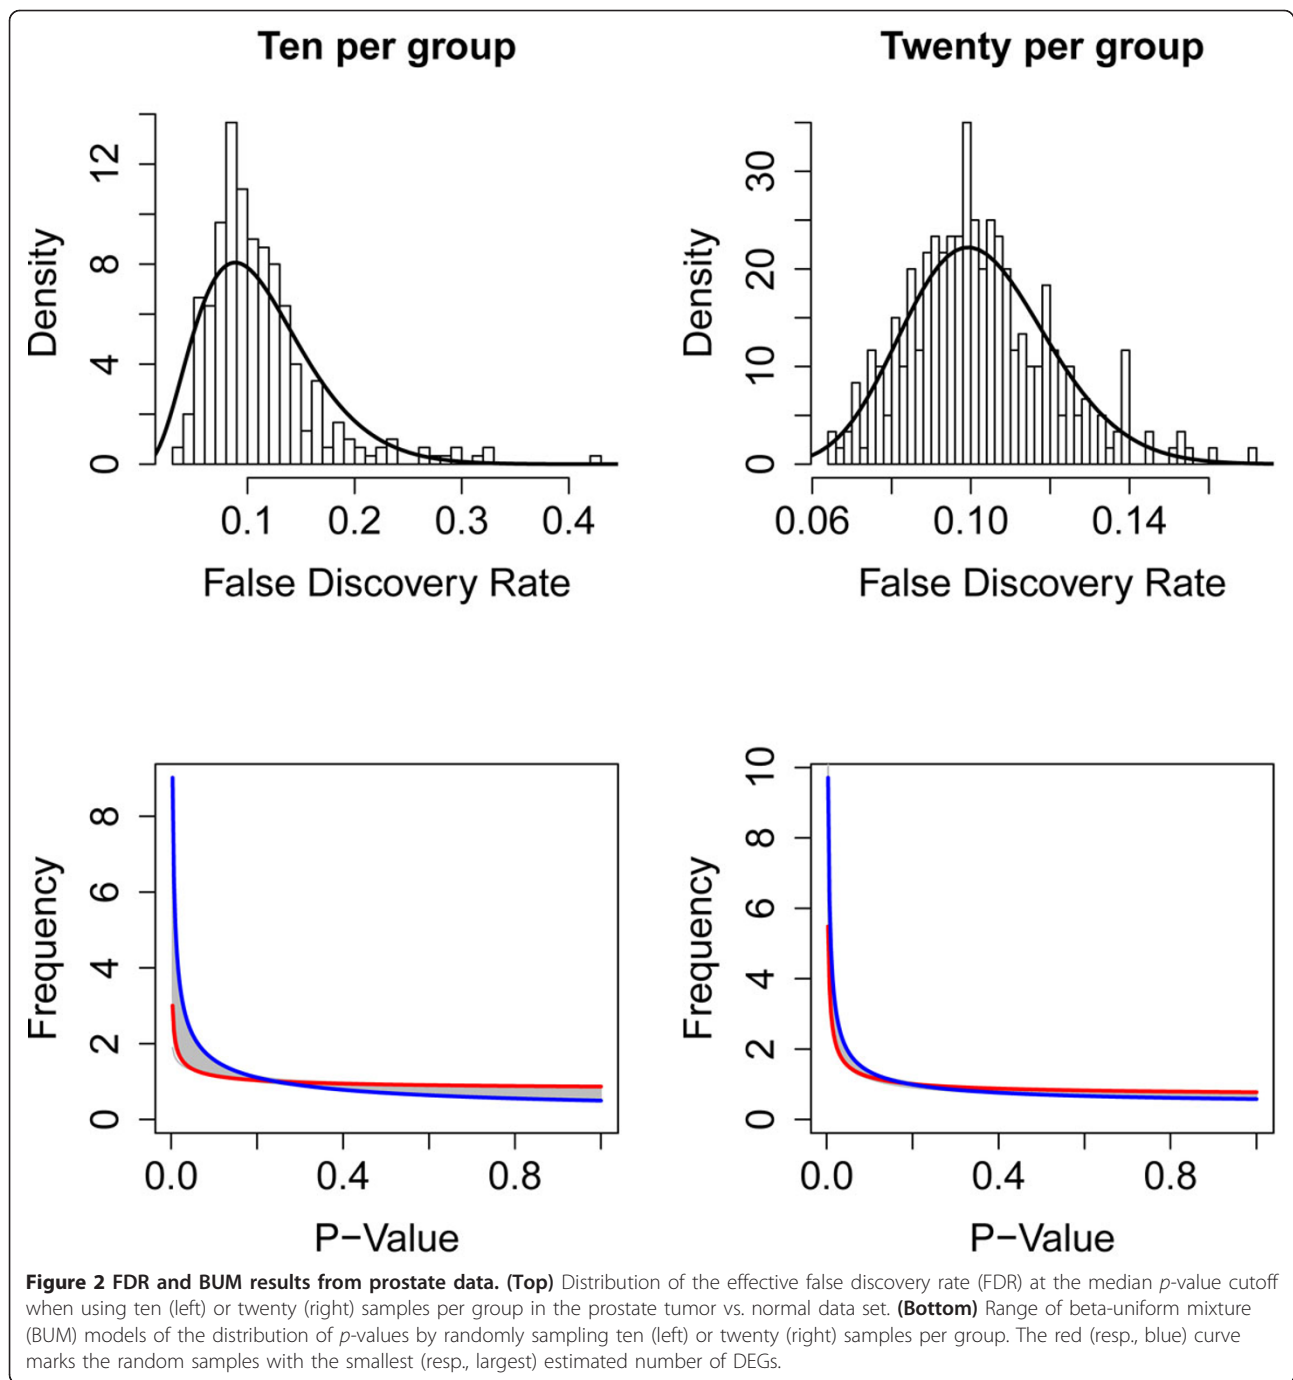 Ten per group
Twenty per group
Density
0 4 8 12
0.1 0.2 0.3 0.4
False Discovery Rate
Density
0 10 20 30
0.06 0.10 0.14
False Discovery Rate
Frequency
0 2 4 6 8
0.0 0.4 0.8
P−Value
Frequency
0 2 4 6 8 10
0.0 0.4 0.8
P−Value
Figure 2 FDR and BUM results from prostate data. (Top) Distribution of the effective false discovery rate (FDR) at the median p-value cutoff
when using ten (left) or twenty (right) samples per group in the prostate tumor vs. normal data set. (Bottom) Range of beta-uniform mixture
(BUM) models of the distribution of p-values by randomly sampling ten (left) or twenty (right) samples per group. The red (resp., blue) curve
marks the random samples with the smallest (resp., largest) estimated number of DEGs.